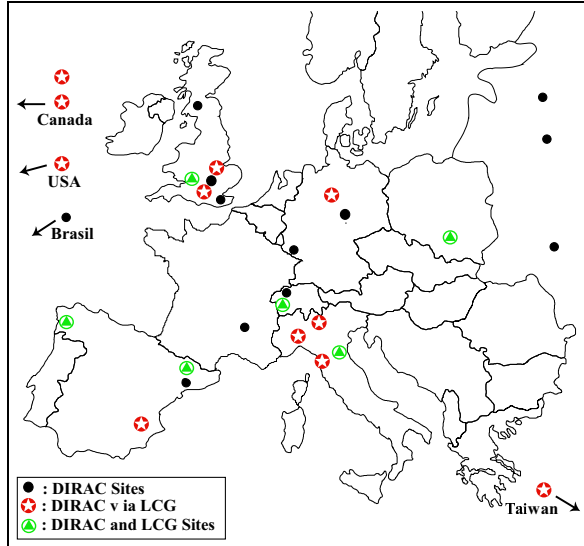 Canada
USA
Brasil
Taiwan
: DIRAC Sites
: DIRAC v ia LCG
: DIRAC and LCG Sites